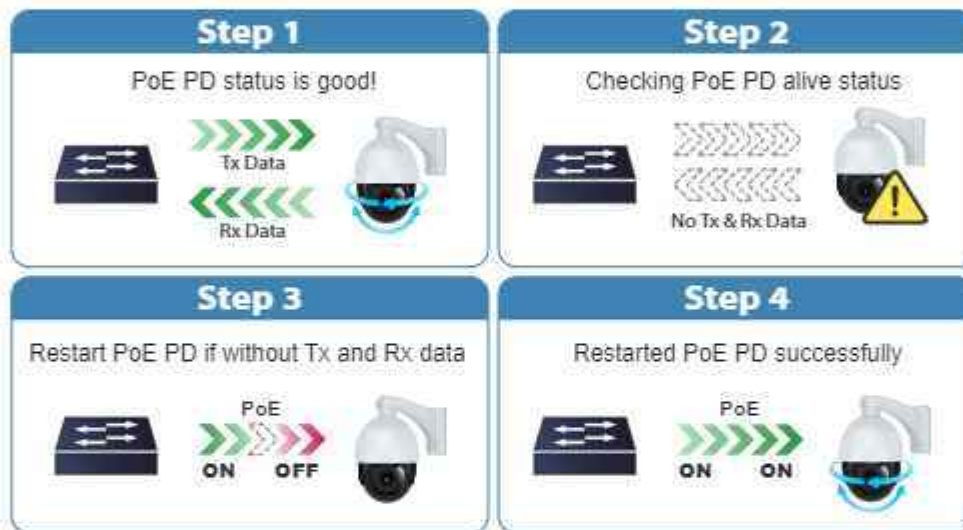 Step 1
PoE PD status is good!
Tx Data
Rx Data
Step 2
Checking PoE PD alive status
No Tx & Rx Data
Step 3
Restart PoE PD if without Tx and Rx data
PoE
ON OFF
Step 4
Restarted PoE PD successfully
PoE
ON ON